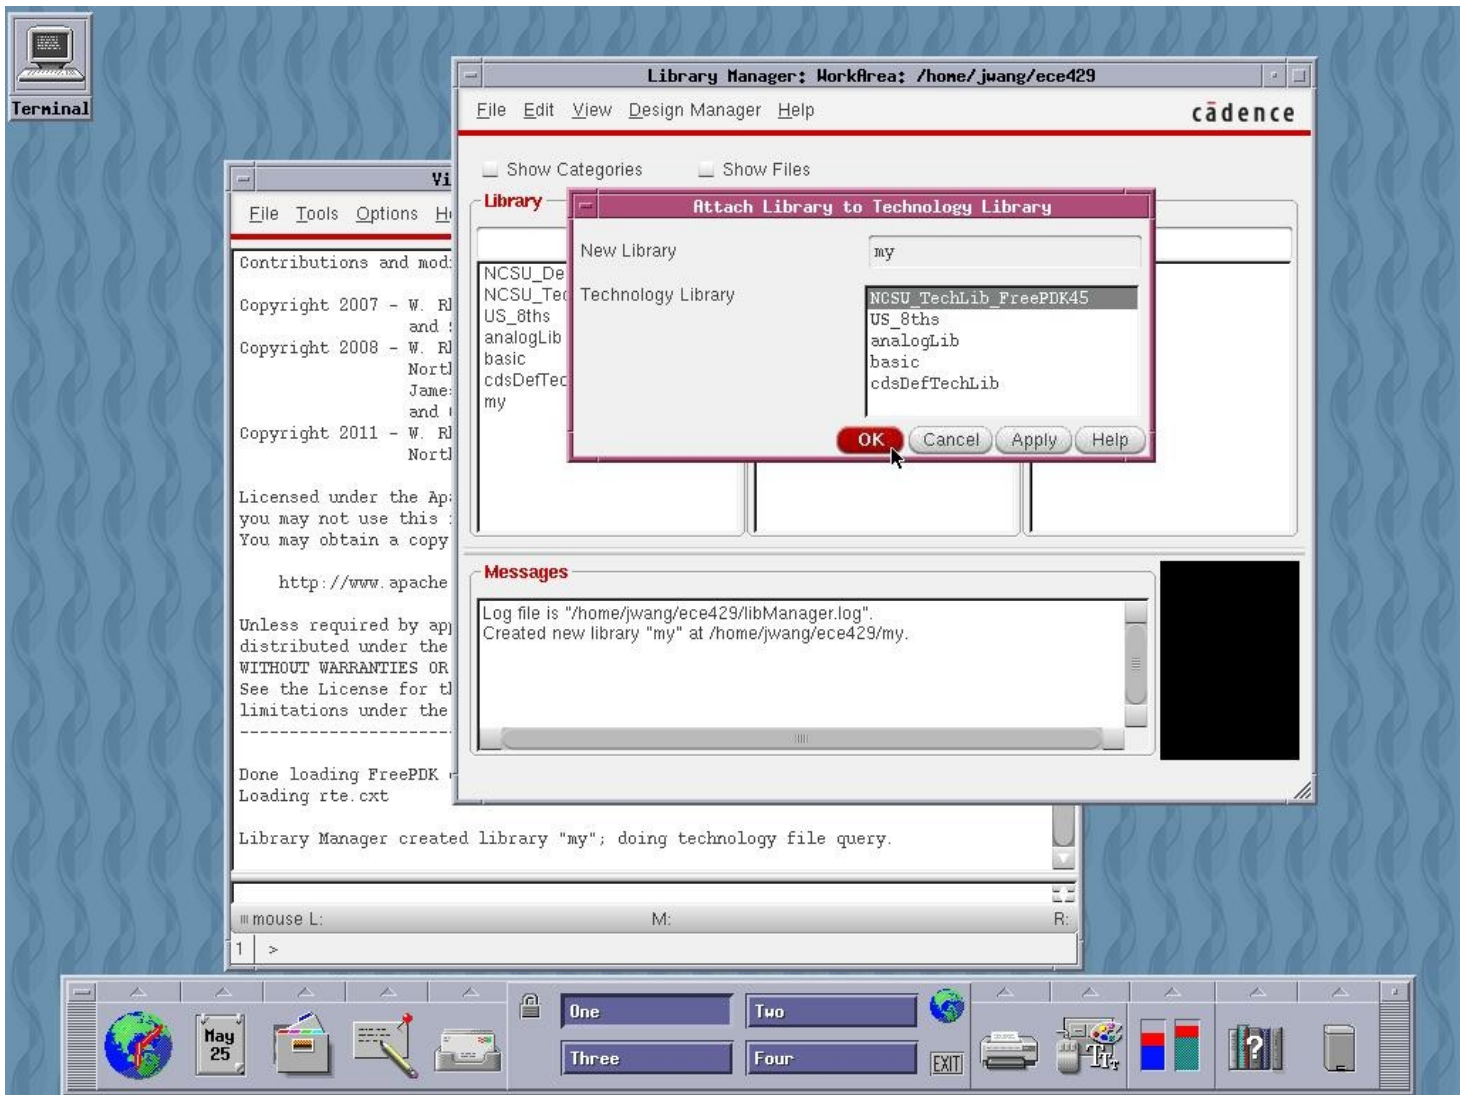 Terminal
Library Manager: WorkArea: /home/jwang/ece429
File Edit View Design Manager Help
cādence
Show Categories
Show Files
Library
NCSU_De
NCSU_Tec
US_8ths
analogLib
basic
cdsDefTec
my
Attach Library to Technology Library
New Library
my
Technology Library
NCSU_TechLib_FreePDK45
US_8ths
analogLib
basic
cdsDefTechLib
OK Cancel Apply Help
Messages
Log file is "/home/jwang/ece429/libManager.log".
Created new library "my" at /home/jwang/ece429/my.
Vi
File Tools Options H
Contributions and mod
Copyright 2007 - W. R
and
Copyright 2008 - W. R
Nort
James
and
Copyright 2011 - W. R
Nort
Licensed under the Apa
you may not use this
You may obtain a copy
http://www.apache
Unless required by app
distributed under the
WITHOUT WARRANTIES OR
See the License for th
limitations under the
-----------------------
Done loading FreePDK
Loading rte.cxt
Library Manager created library "my"; doing technology file query.
mouse L: M: R:
1 >
May
25
One
Two
Three
Four
EXIT
?